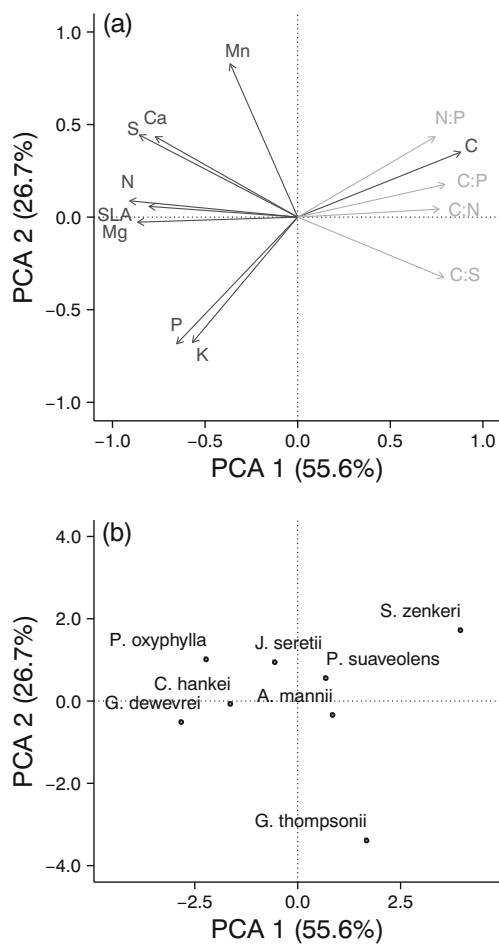 (a)
1.0
Mn
0.5
N:P
Ca
S
C
N
C:P
SLA
C:N
0.0
Mg
C:S
-0.5
P
K
-1.0
PCA 2 (26.7%)
-1.0 -0.5 0.0 0.5 1.0
PCA 1 (55.6%)
(b)
4.0
S. zenkeri
2.0
P. oxyphylla
J. seretii
P. suaveolens
C. hankei
A. mannii
G. dewevrei
0.0
-2.0
G. thompsonii
-4.0
PCA 2 (26.7%)
-2.5 0.0 2.5
PCA 1 (55.6%)